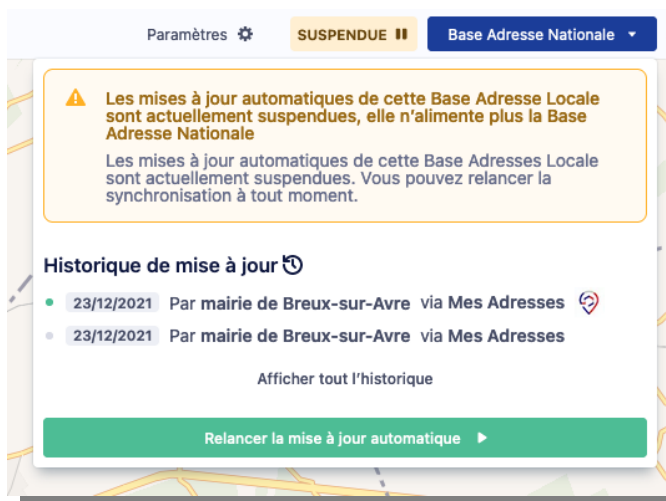 Paramètres SUSPENDUE Base Adresse Nationale
Les mises à jour automatiques de cette Base Adresse Locale
sont actuellement suspendues, elle n’alimente plus la Base
Adresse Nationale
Les mises à jour automatiques de cette Base Adresses Locale
sont actuellement suspendues. Vous pouvez relancer la
synchronisation à tout moment.
Historique de mise à jour
23/12/2021 Par mairie de Breux-sur-Avre via Mes Adresses
23/12/2021 Par mairie de Breux-sur-Avre via Mes Adresses
Afficher tout l’historique
Relancer la mise à jour automatique